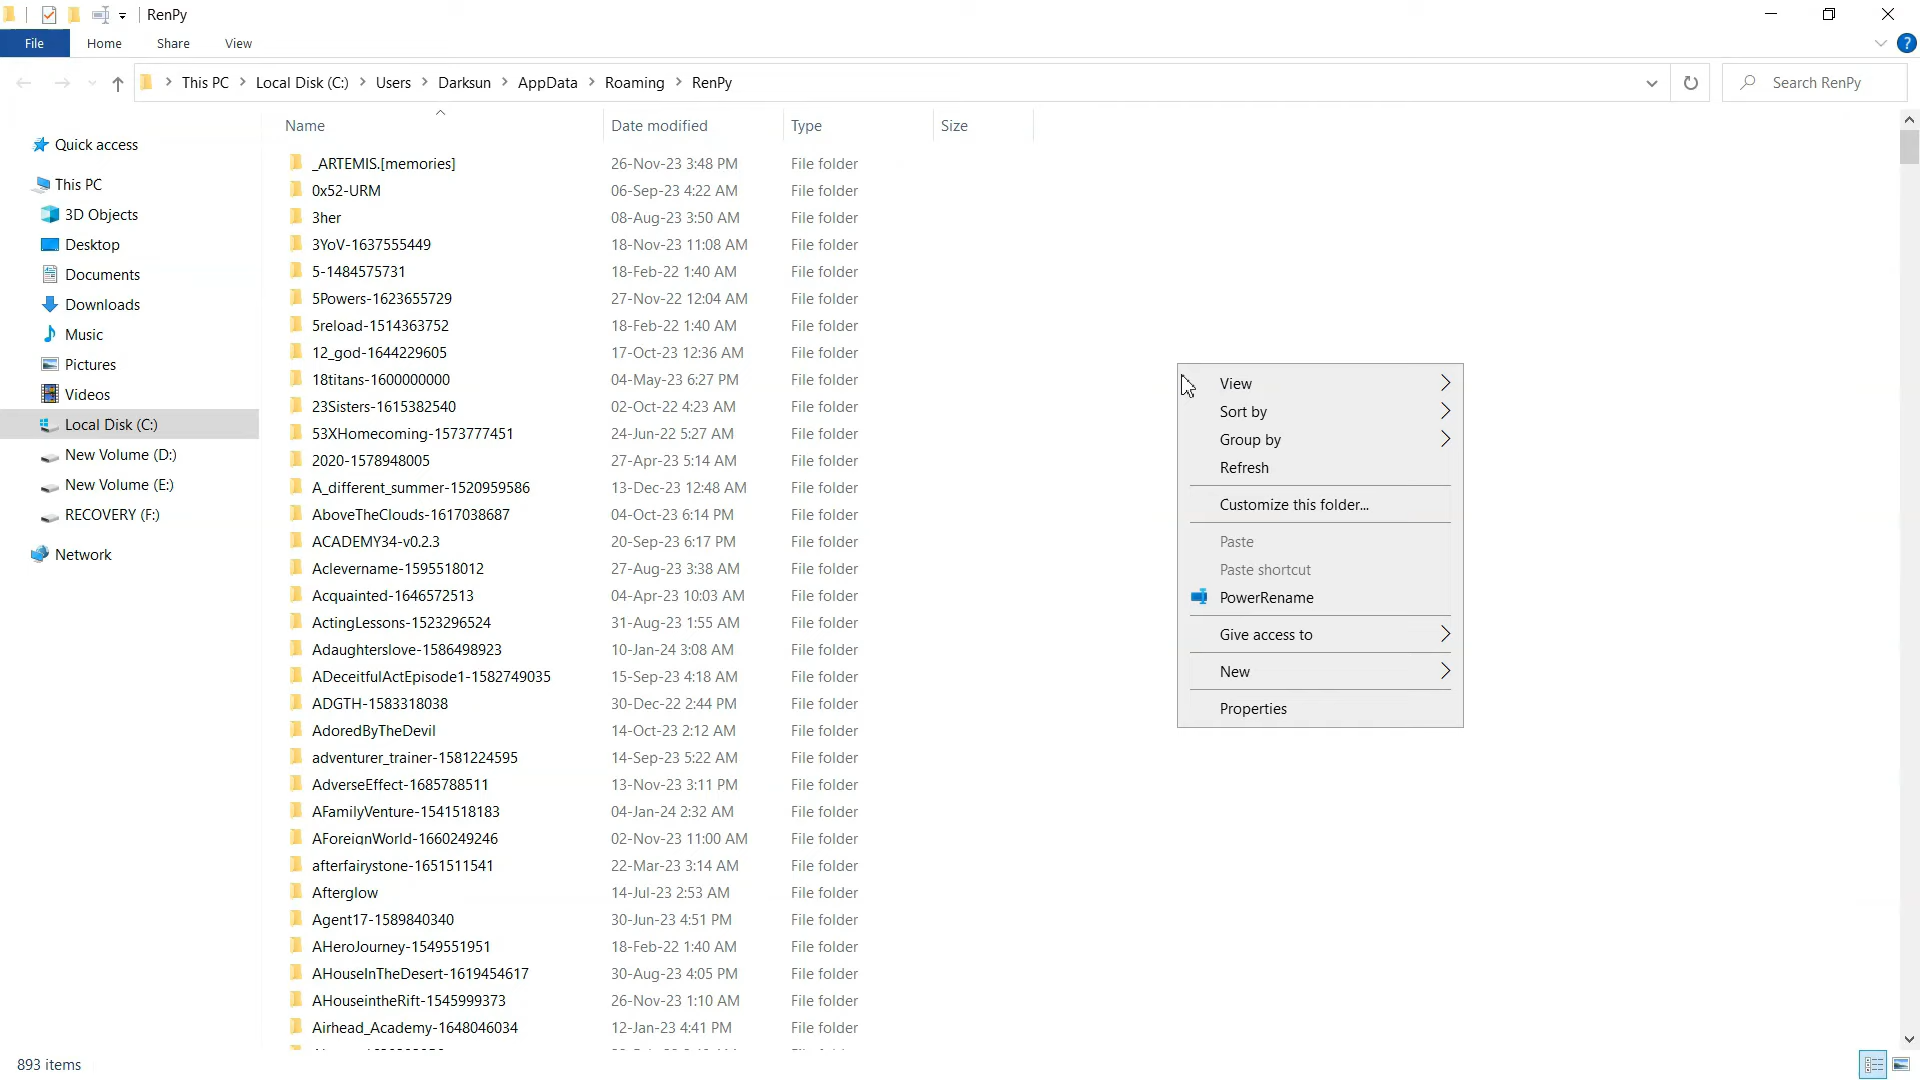 RenPy
File Home Share View
This PC > Local Disk (C:) > Users > Darksun > AppData > Roaming > RenPy
Search RenPy
Quick access
This PC
3D Objects
Desktop
Documents
Downloads
Music
Pictures
Videos
Local Disk (C:)
New Volume (D:)
New Volume (E:)
RECOVERY (F:)
Network
Name Date modified Type Size
_ARTEMIS.[memories] 26-Nov-23 3:48 PM File folder
0x52-URM 06-Sep-23 4:22 AM File folder
3her 08-Aug-23 3:50 AM File folder
3YoV-1637555449 18-Nov-23 11:08 AM File folder
5-1484575731 18-Feb-22 1:40 AM File folder
5Powers-1623655729 27-Nov-22 12:04 AM File folder
5reload-1514363752 18-Feb-22 1:40 AM File folder
12_god-1644229605 17-Oct-23 12:36 AM File folder
18titans-1600000000 04-May-23 6:27 PM File folder
23Sisters-1615382540 02-Oct-22 4:23 AM File folder
53XHomecoming-1573777451 24-Jun-22 5:27 AM File folder
2020-1578948005 27-Apr-23 5:14 AM File folder
A_different_summer-1520959586 13-Dec-23 12:48 AM File folder
AboveTheClouds-1617038687 04-Oct-23 6:14 PM File folder
ACADEMY34-v0.2.3 20-Sep-23 6:17 PM File folder
Aclevername-1595518012 27-Aug-23 3:38 AM File folder
Acquainted-1646572513 04-Apr-23 10:03 AM File folder
ActingLessons-1523296524 31-Aug-23 1:55 AM File folder
Adaughterslove-1586498923 10-Jan-24 3:08 AM File folder
ADeceitfulActEpisode1-1582749035 15-Sep-23 4:18 AM File folder
ADGTH-1583318038 30-Dec-22 2:44 PM File folder
AdoredByTheDevil 14-Oct-23 2:12 AM File folder
adventurer_trainer-1581224595 14-Sep-23 5:22 AM File folder
AdverseEffect-1685788511 13-Nov-23 3:11 PM File folder
AFamilyVenture-1541518183 04-Jan-24 2:32 AM File folder
AForeignWorld-1660249246 02-Nov-23 11:00 AM File folder
afterfairystone-1651511541 22-Mar-23 3:14 AM File folder
Afterglow 14-Jul-23 2:53 AM File folder
Agent17-1589840340 30-Jun-23 4:51 PM File folder
AHeroJourney-1549551951 18-Feb-22 1:40 AM File folder
AHouseInTheDesert-1619454617 30-Aug-23 4:05 PM File folder
AHouseintheRift-1545999373 26-Nov-23 1:10 AM File folder
Airhead_Academy-1648046034 12-Jan-23 4:41 PM File folder
View
Sort by
Group by
Refresh
Customize this folder...
Paste
Paste shortcut
PowerRename
Give access to
New
Properties
893 items